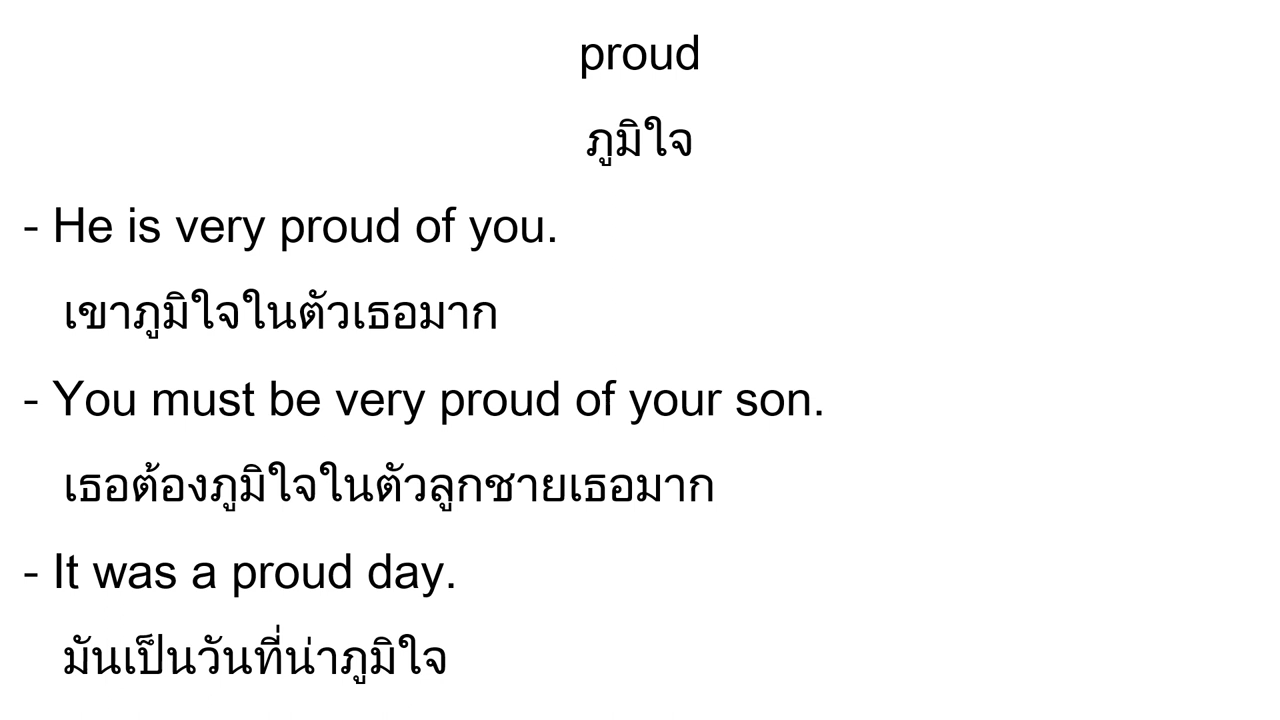 proud
ภูมิใจ
- He is very proud of you.
เขาภูมิใจในตัวเธอมาก
- You must be very proud of your son.
เธอต้องภูมิใจในตัวลูกชายเธอมาก
- It was a proud day.
มันเป็นวันที่น่าภูมิใจ